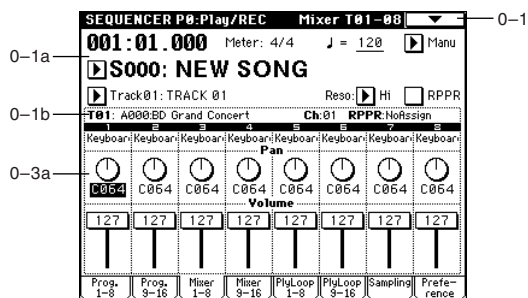 SEQUENCER P0:Play/REC Mixer T01-08
0-1
001:01.000 Meter: 4/4 ♩ = 120 Manu
0-1a
S000: NEW SONG
Track01: TRACK 01 Reso: Hi RPPR
0-1b
T01: A000:BD Grand Concert Ch:01 RPPR:NoAssign
1 2 3 4 5 6 7 8
Keyboar Keyboar Keyboar Keyboar Keyboar Keyboar Keyboar Keyboar
Pan
0-3a
C064 C064 C064 C064 C064 C064 C064 C064
Volume
127 127 127 127 127 127 127 127
Prog. 1-8 Prog. 9-16 Mixer 1-8 Mixer 9-16 PlyLoop 1-8 PlyLoop 9-16 Sampling Prefe-rence